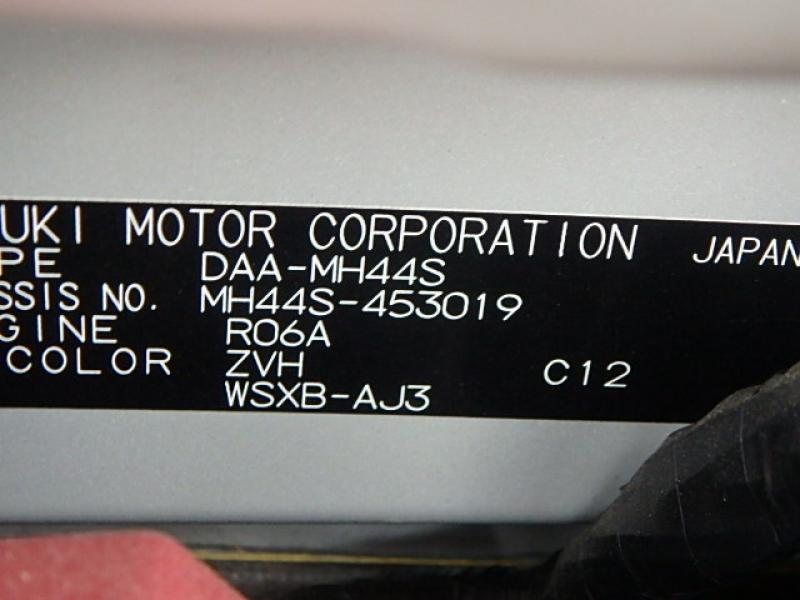 UKI MOTOR CORPORATION JAPAN
PE DAA-MH44S
SSIS NO. MH44S-453019
GINE R06A
COLOR ZVH C12
WSXB-AJ3